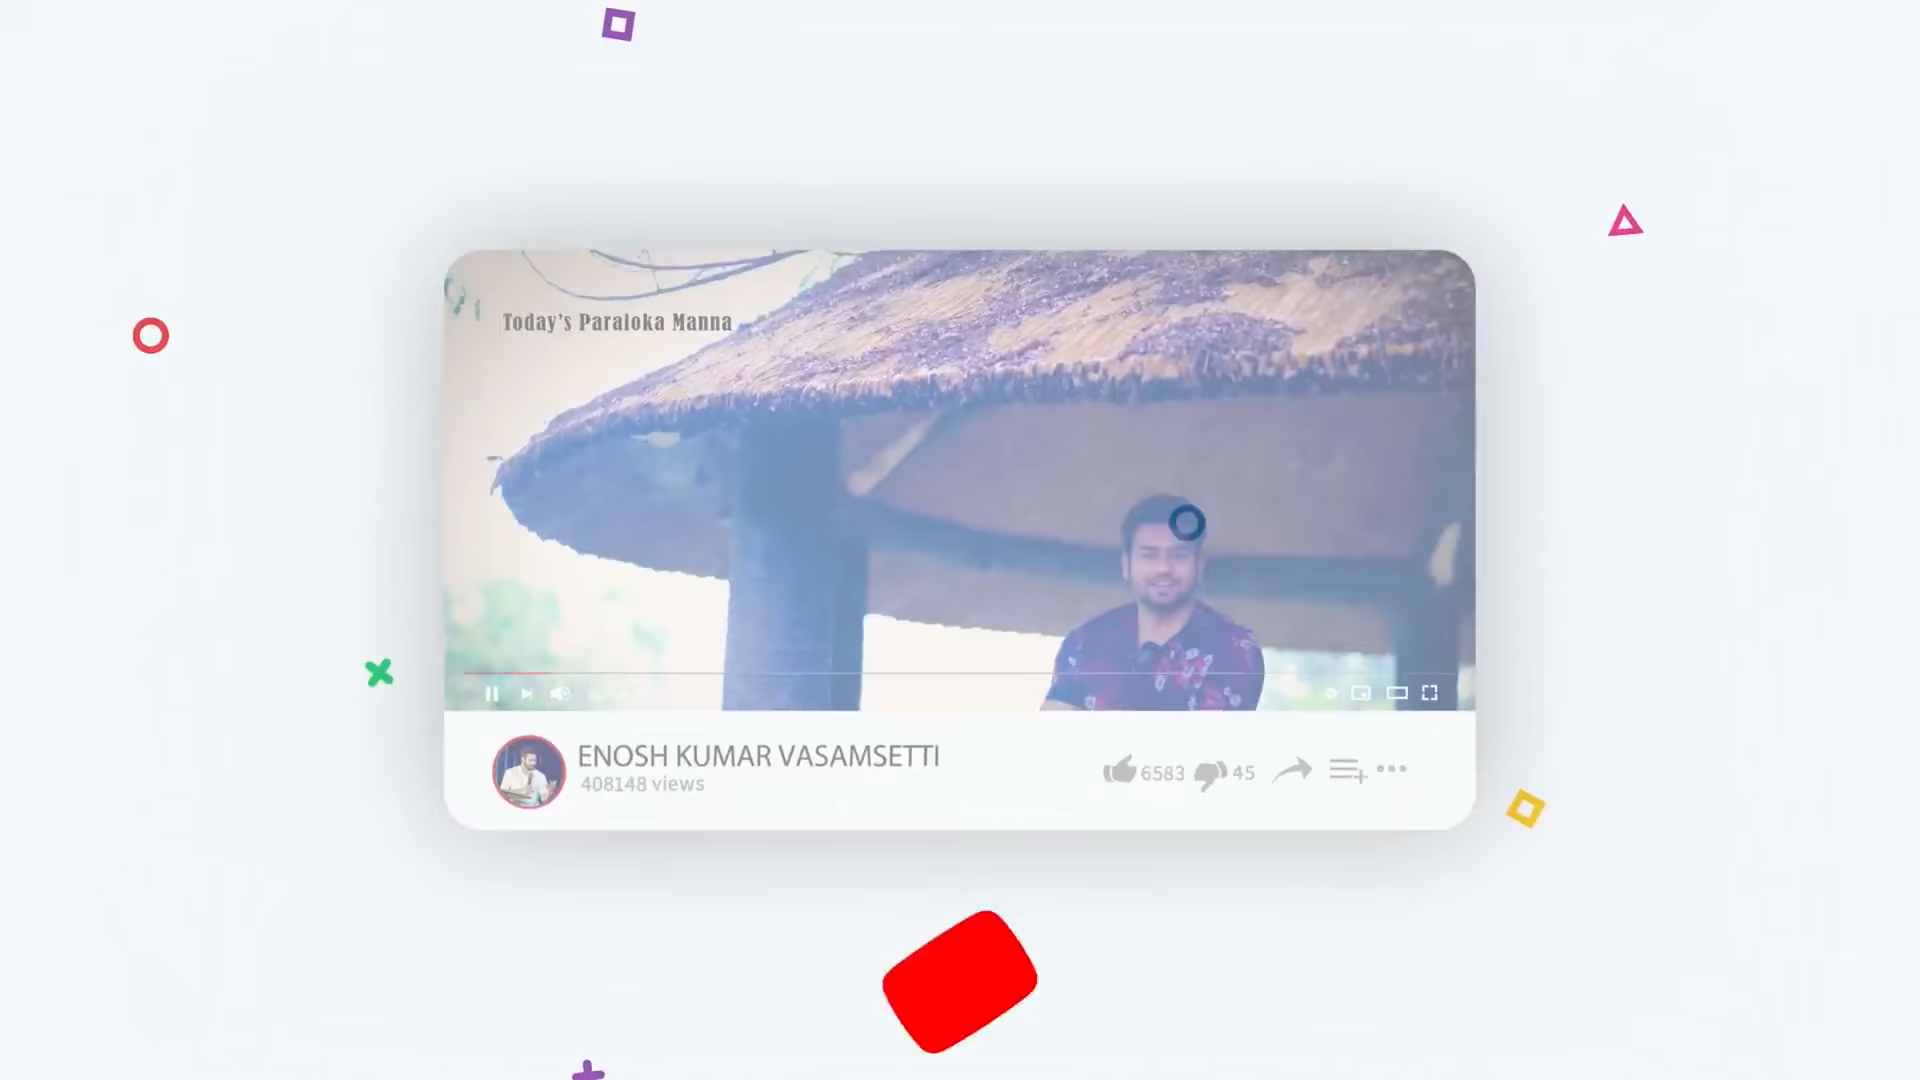 Today's Paraloka Manna
ENOSH KUMAR VASAMSETTI
408148 views
6583
45